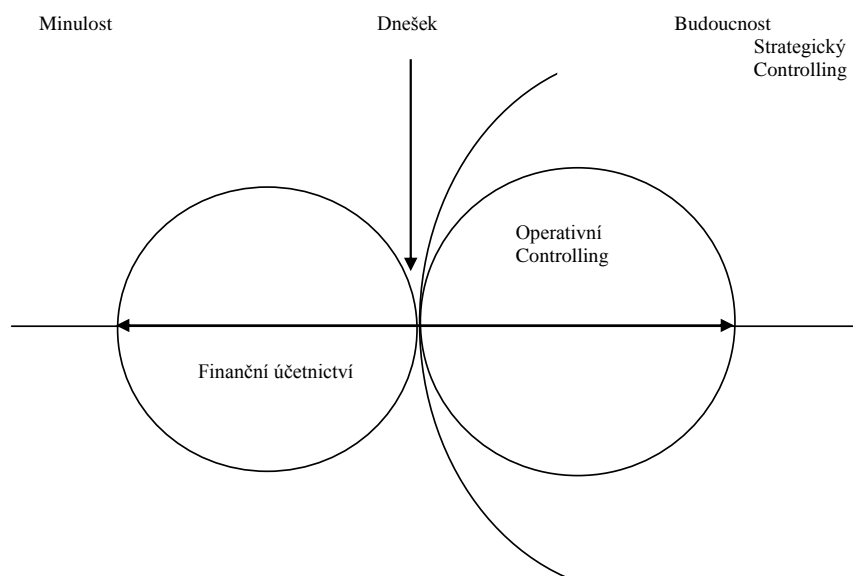 Minulost Dnešek Budoucnost
Strategický
Controlling
Operativní
Controlling
Finanční účetnictví